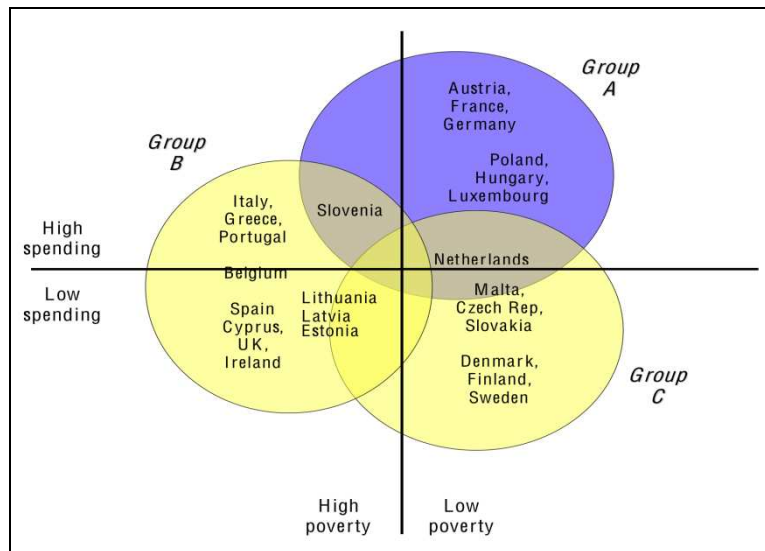 Group
A
Austria,
France,
Germany
Group
B
Poland,
Hungary,
Luxembourg
Italy,
Greece,
Portugal
Slovenia
High
spending
Netherlands
Belgium
Low
spending
Lithuania
Latvia
Estonia
Malta,
Czech Rep,
Slovakia
Spain
Cyprus,
UK,
Ireland
Denmark,
Finland,
Sweden
Group
C
High
poverty
Low
poverty